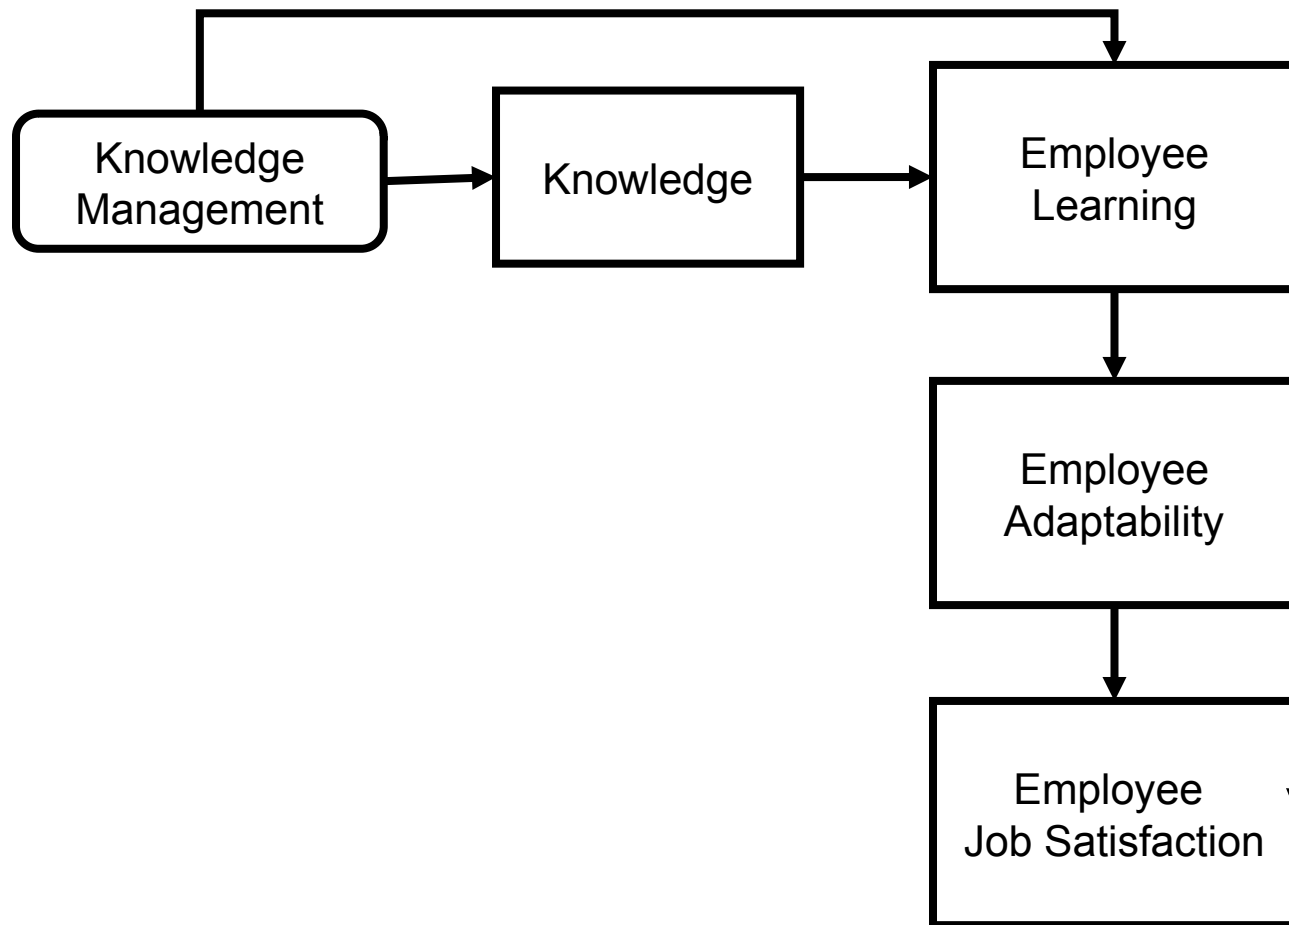 Knowledge
Management
Knowledge
Employee
Learning
Employee
Adaptability
Employee
Job Satisfaction